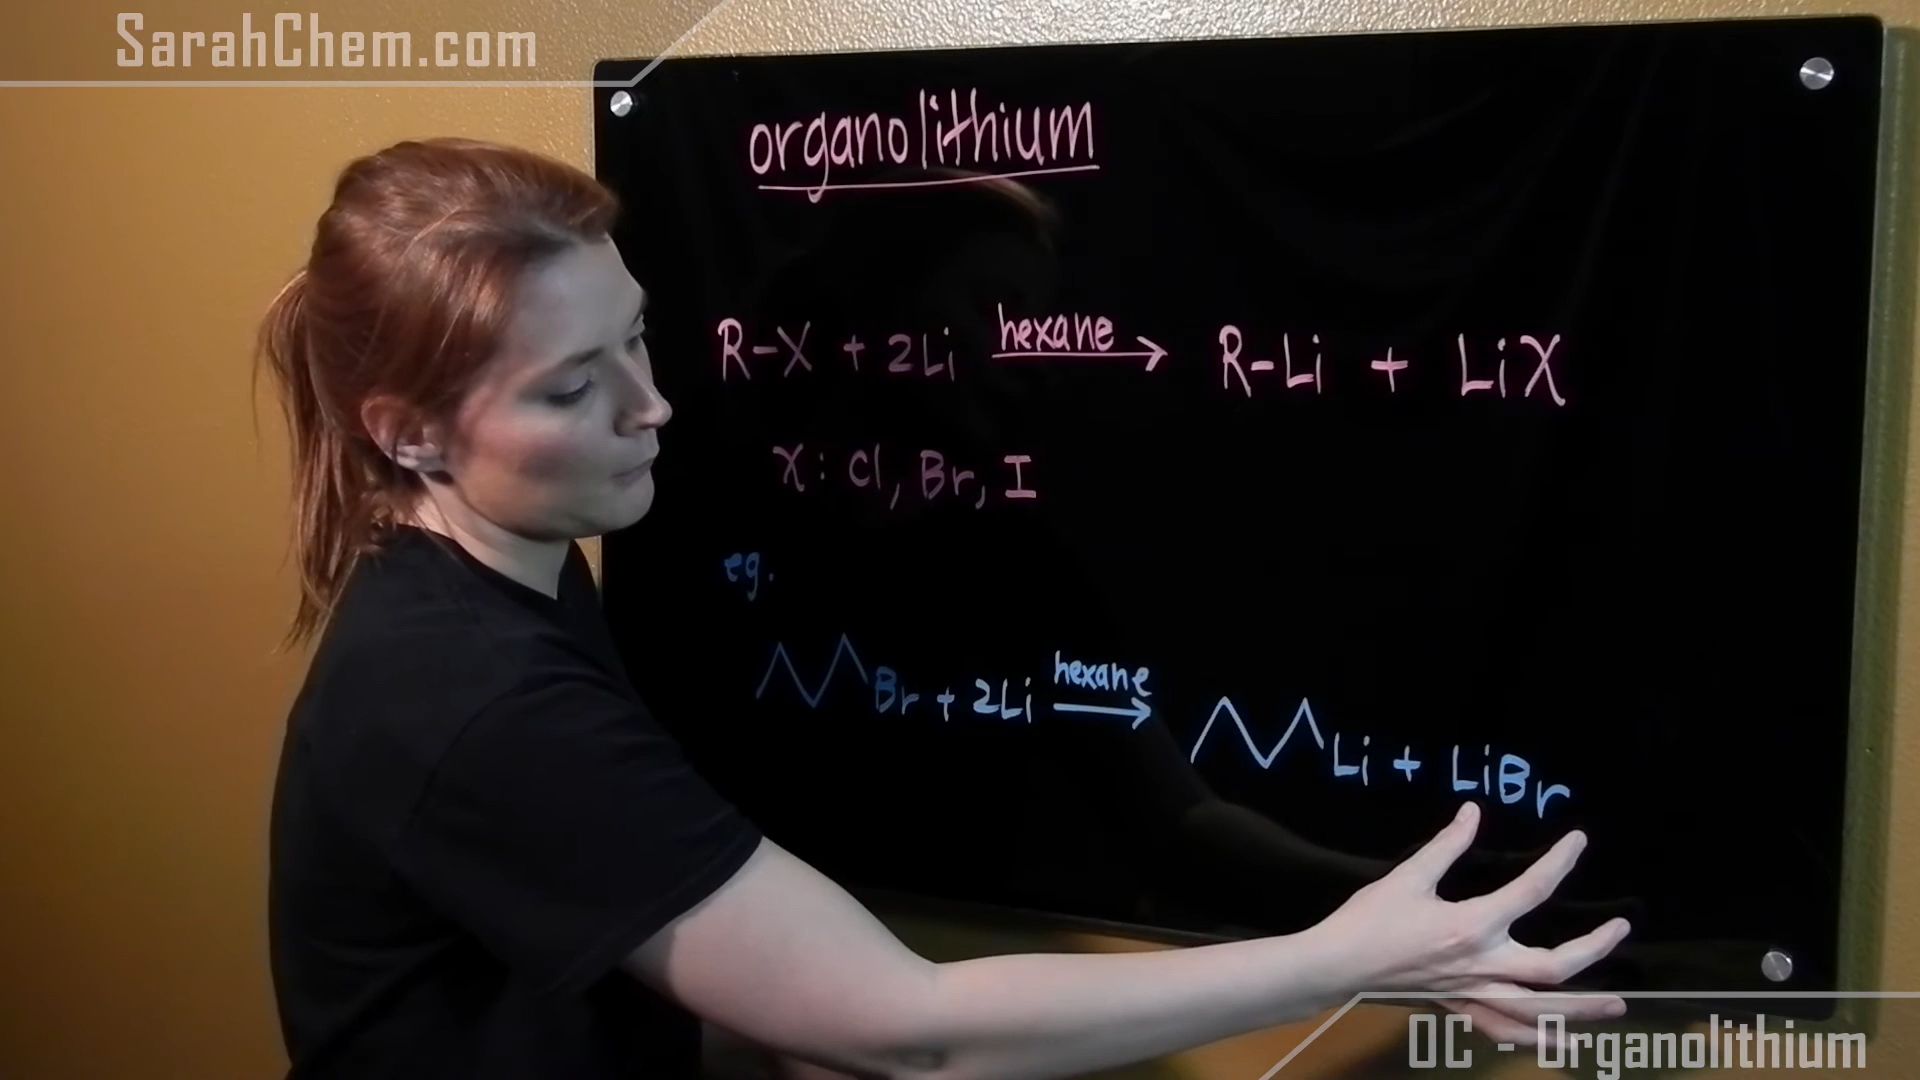 SarahChem.com
organolithium
R-X + 2Li hexane → R-Li + LiX
X: Cl, Br, I
eg.
Br + 2Li hexane → Li + LiBr
OC - Organolithium